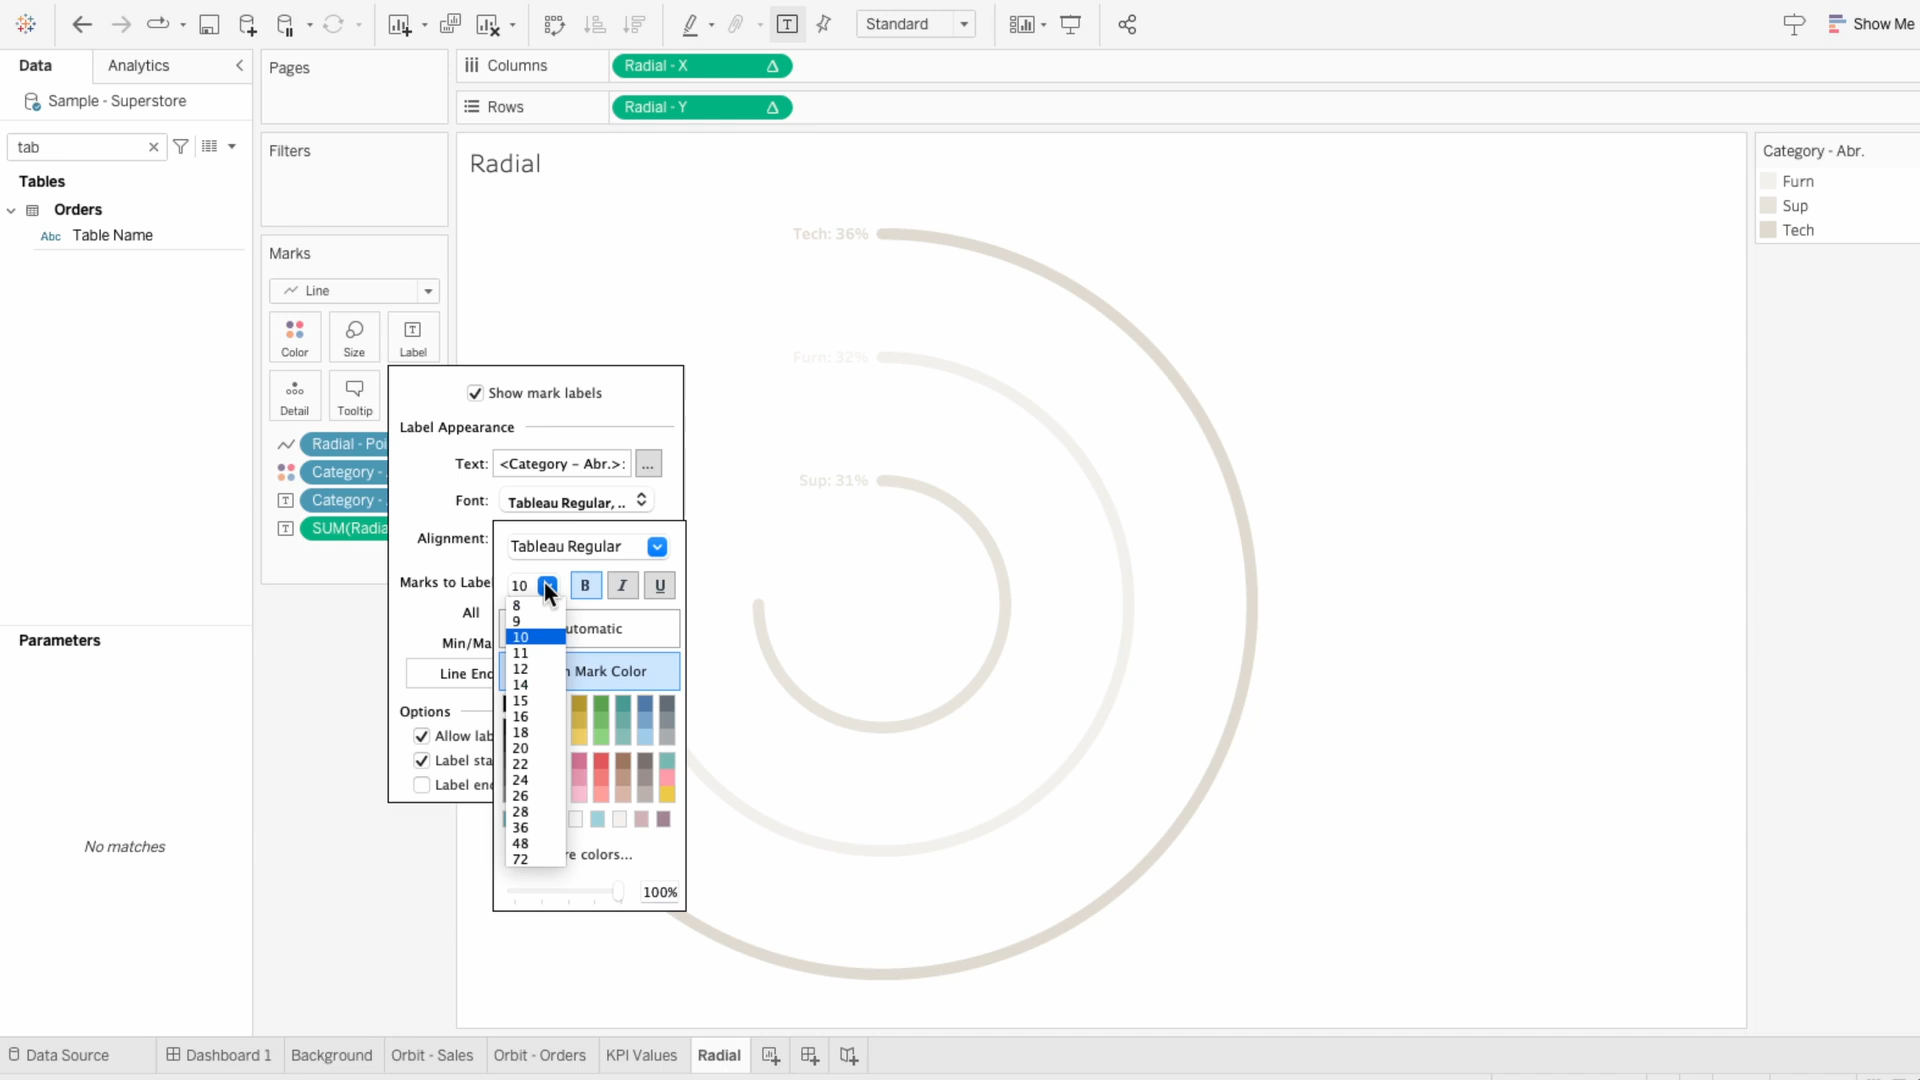 Standard
Show Me
Data
Analytics
Sample - Superstore
tab
Tables
Orders
Abc Table Name
Parameters
No matches
Pages
Filters
Marks
Line
Color
Size
T
Label
Detail
Tooltip
Radial - Poi
Category -
T Category -
T SUM(Radia
Columns
Radial - X
Rows
Radial - Y
Radial
Tech: 36%
Furn: 32%
Sup: 31%
Show mark labels
Label Appearance
Text: <Category - Abr.>: ...
Font: Tableau Regular, ..
Alignment:
Marks to Labe
All
Min/Ma
Line End
Options
Allow lab
Label sta
Label end
Tableau Regular
10 B I U
8
9
10
11
12
14
15
16
18
20
22
24
26
28
36
48
72
utomatic
Mark Color
re colors...
100%
Category - Abr.
Furn
Sup
Tech
Data Source
Dashboard 1
Background
Orbit - Sales
Orbit - Orders
KPI Values
Radial